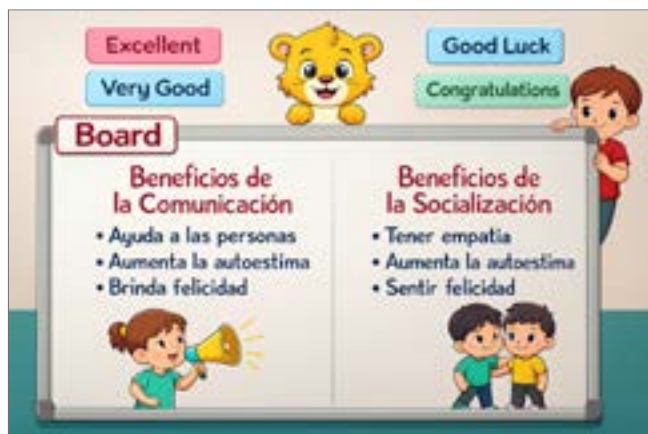 Excellent
Good Luck
Very Good
Congratulations
Board
Beneficios de
la Comunicación
• Ayuda a las personas
• Aumenta la autoestima
• Brinda felicidad
Beneficios de
la Socialización
• Tener empatia
• Aumenta la autoestima
• Sentir felicidad